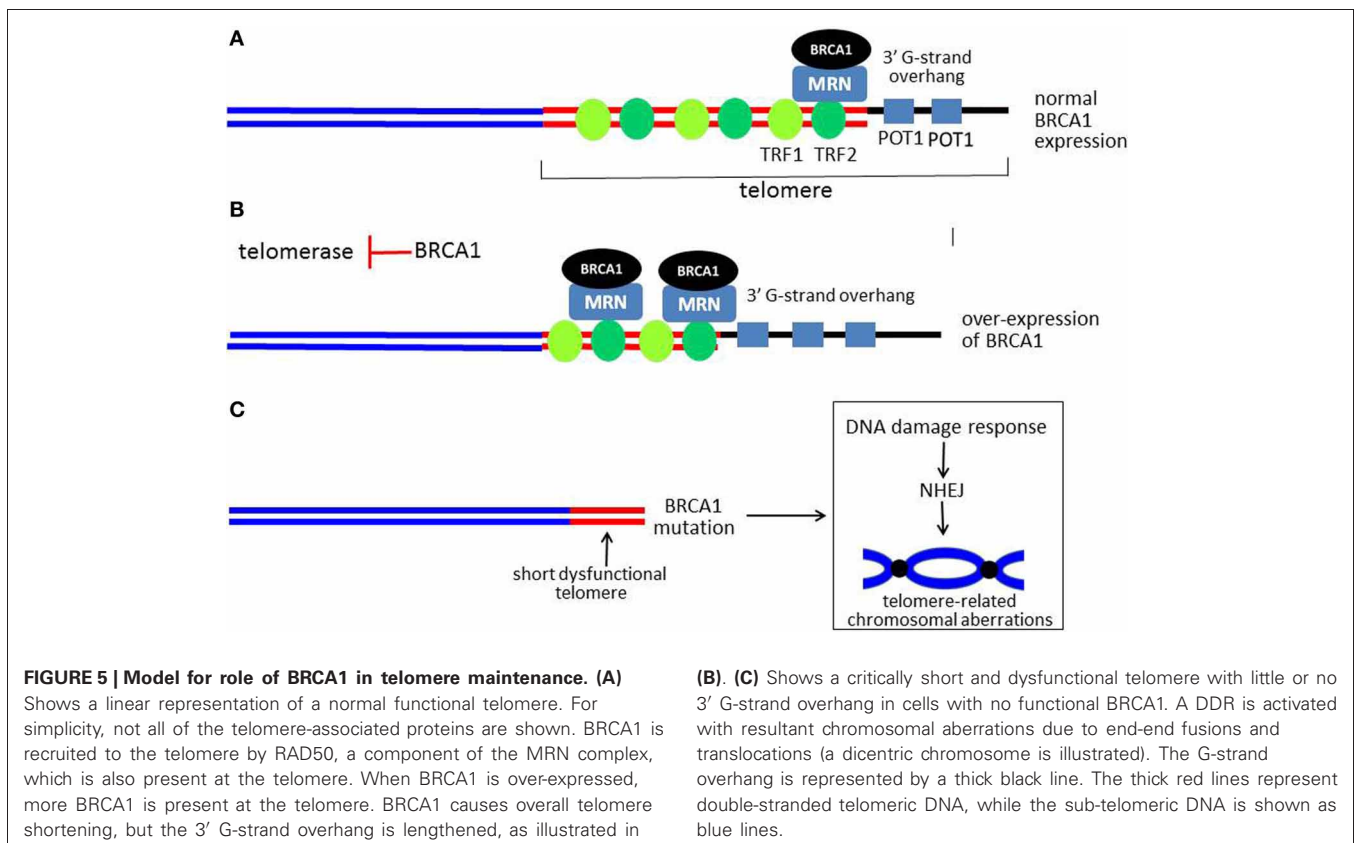 A
BRCA1
MRN
3′ G-strand
overhang
normal
BRCA1
expression
TRF1 TRF2
POT1 POT1
telomere
B
telomerase BRCA1
BRCA1 BRCA1
MRN MRN
3′ G-strand overhang
over-expression
of BRCA1
C
BRCA1
mutation
short dysfunctional
telomere
DNA damage response
NHEJ
telomere-related
chromosomal aberrations
FIGURE 5 | Model for role of BRCA1 in telomere maintenance. (A)
Shows a linear representation of a normal functional telomere. For
simplicity, not all of the telomere-associated proteins are shown. BRCA1 is
recruited to the telomere by RAD50, a component of the MRN complex,
which is also present at the telomere. When BRCA1 is over-expressed,
more BRCA1 is present at the telomere. BRCA1 causes overall telomere
shortening, but the 3′ G-strand overhang is lengthened, as illustrated in
(B). (C) Shows a critically short and dysfunctional telomere with little or no
3′ G-strand overhang in cells with no functional BRCA1. A DDR is activated
with resultant chromosomal aberrations due to end-end fusions and
translocations (a dicentric chromosome is illustrated). The G-strand
overhang is represented by a thick black line. The thick red lines represent
double-stranded telomeric DNA, while the sub-telomeric DNA is shown as
blue lines.